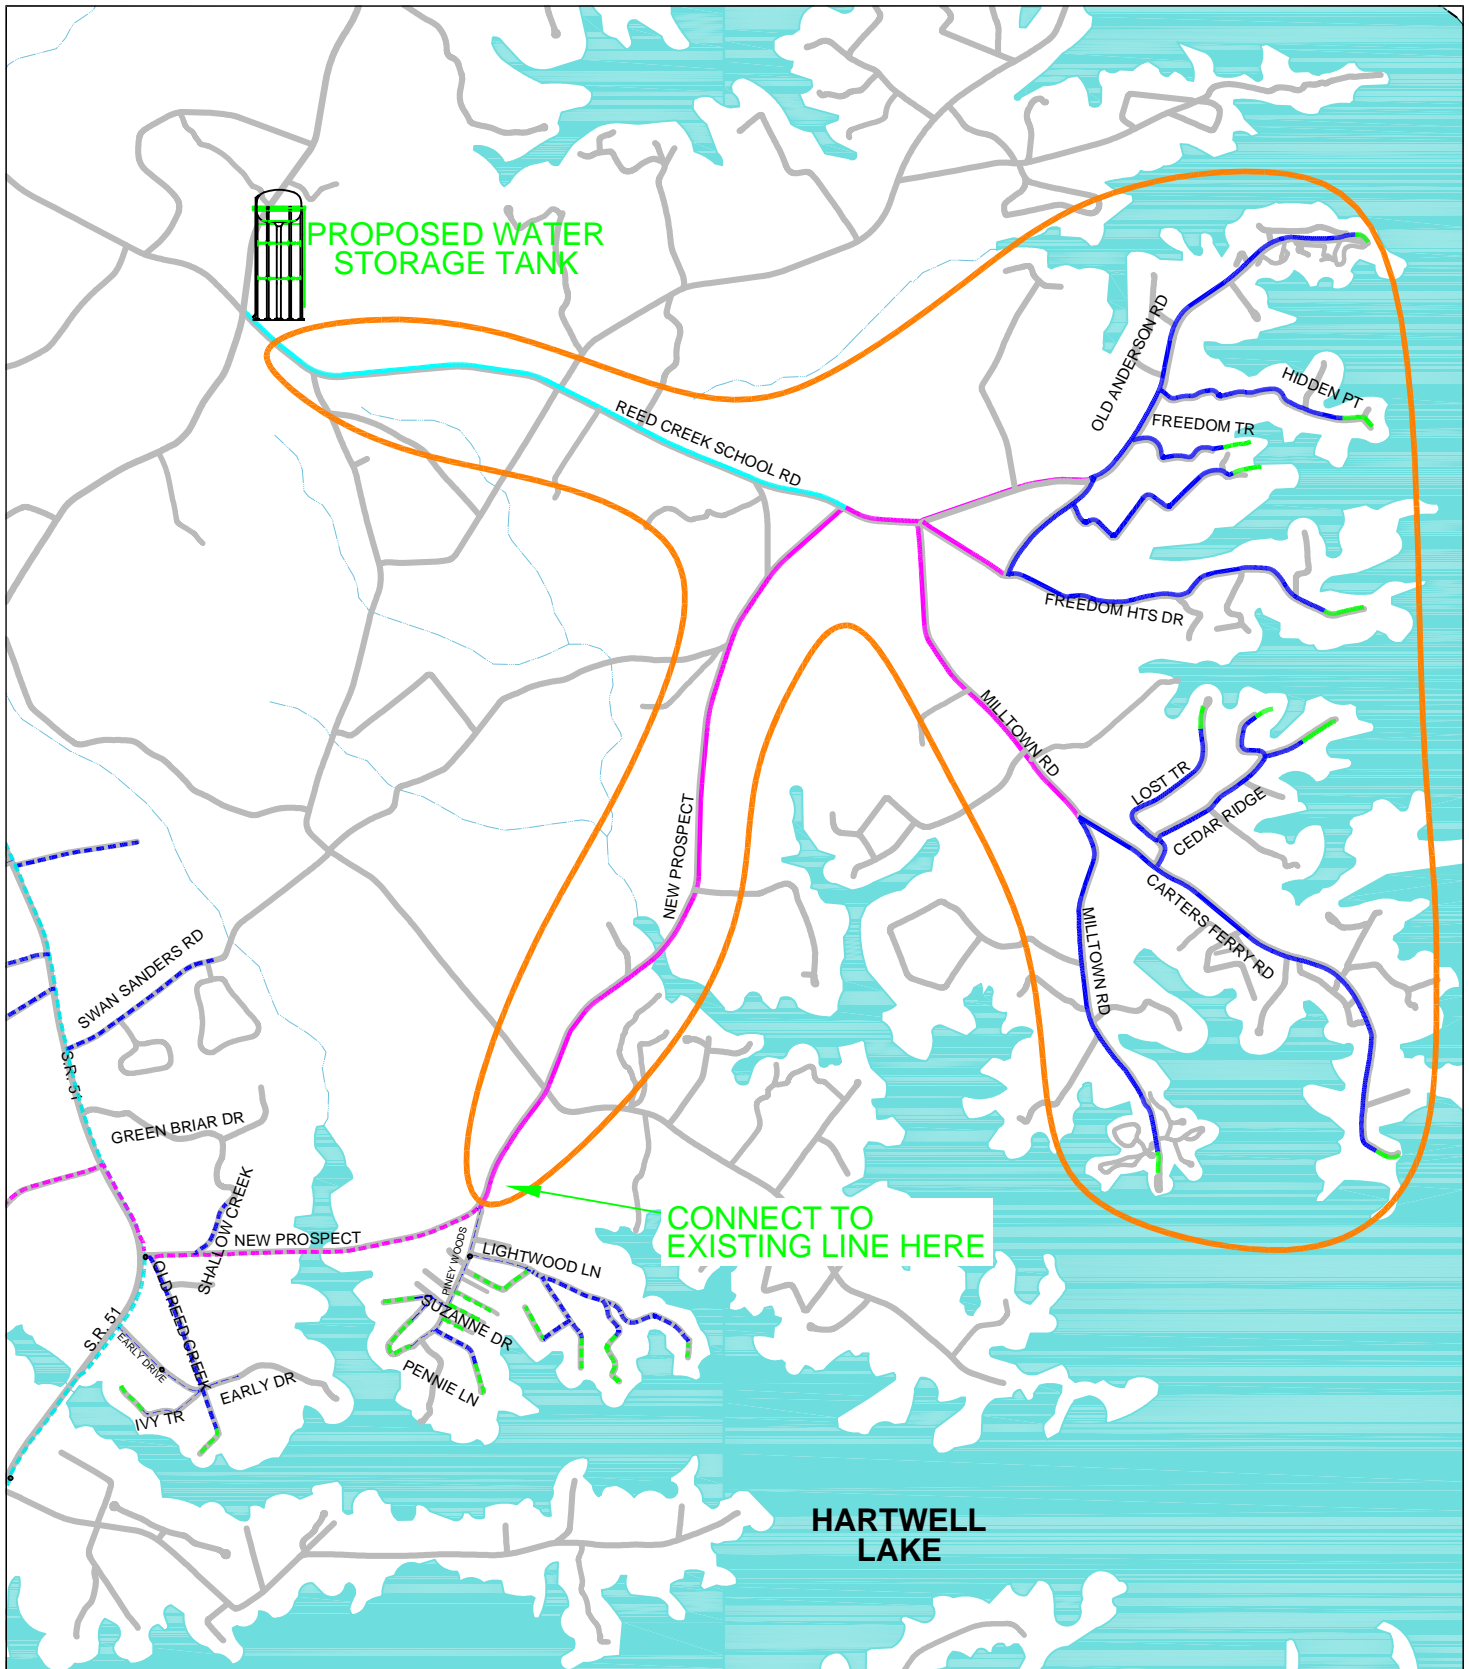 PROPOSED WATER
STORAGE TANK
OLD ANDERSON RD
HIDDEN PT
FREEDOM TR
REED CREEK SCHOOL RD
FREEDOM HTS DR
MILLTOWN RD
LOST TR
CEDAR RIDGE
NEW PROSPECT
CARTERS FERRY RD
MILLTOWN RD
SWAN SANDERS RD
S.R. 51
GREEN BRIAR DR
SHALLOW CREEK
NEW PROSPECT
CONNECT TO
EXISTING LINE HERE
PINEY WOODS
LIGHTWOOD LN
OLD REED CREEK
SUZANNE DR
S.R. 51
EARLY DRIVE
PENNIE LN
EARLY DR
IVY TR
HARTWELL
LAKE